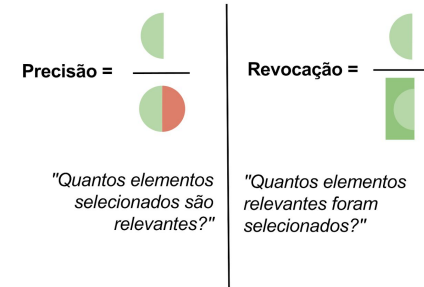 Precisão =
"Quantos elementos
selecionados são
relevantes?"
Revocação =
"Quantos elementos
relevantes foram
selecionados?"